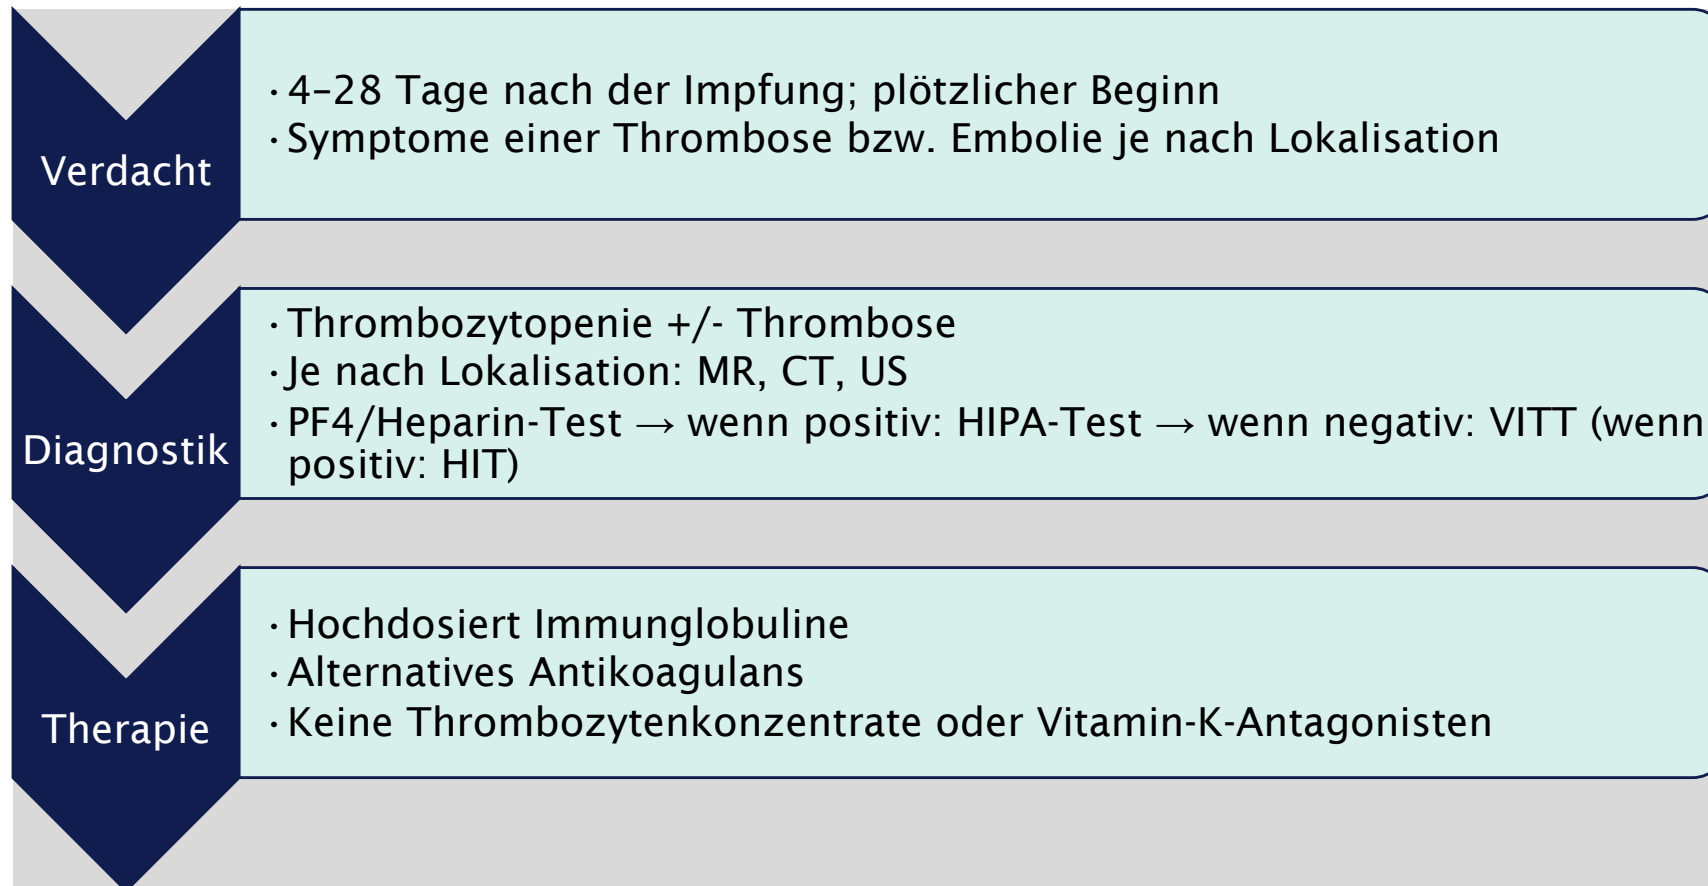 Verdacht
· 4–28 Tage nach der Impfung; plötzlicher Beginn
· Symptome einer Thrombose bzw. Embolie je nach Lokalisation
Diagnostik
· Thrombozytopenie +/- Thrombose
· Je nach Lokalisation: MR, CT, US
· PF4/Heparin-Test → wenn positiv: HIPA-Test → wenn negativ: VITT (wenn
positiv: HIT)
Therapie
· Hochdosiert Immunglobuline
· Alternatives Antikoagulans
· Keine Thrombozytenkonzentrate oder Vitamin-K-Antagonisten